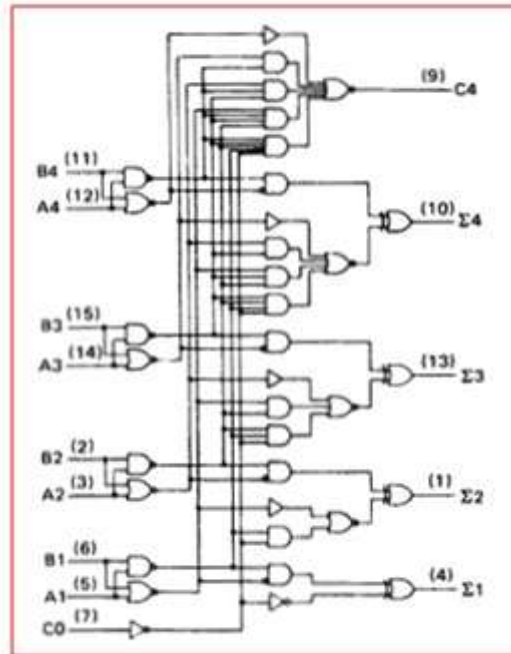 (9) C4
B4 (11)
A4 (12)
(10) Σ4
B3 (15)
A3 (14)
(13) Σ3
B2 (2)
A2 (3)
(1) Σ2
B1 (6)
A1 (5)
(4) Σ1
C0 (7)